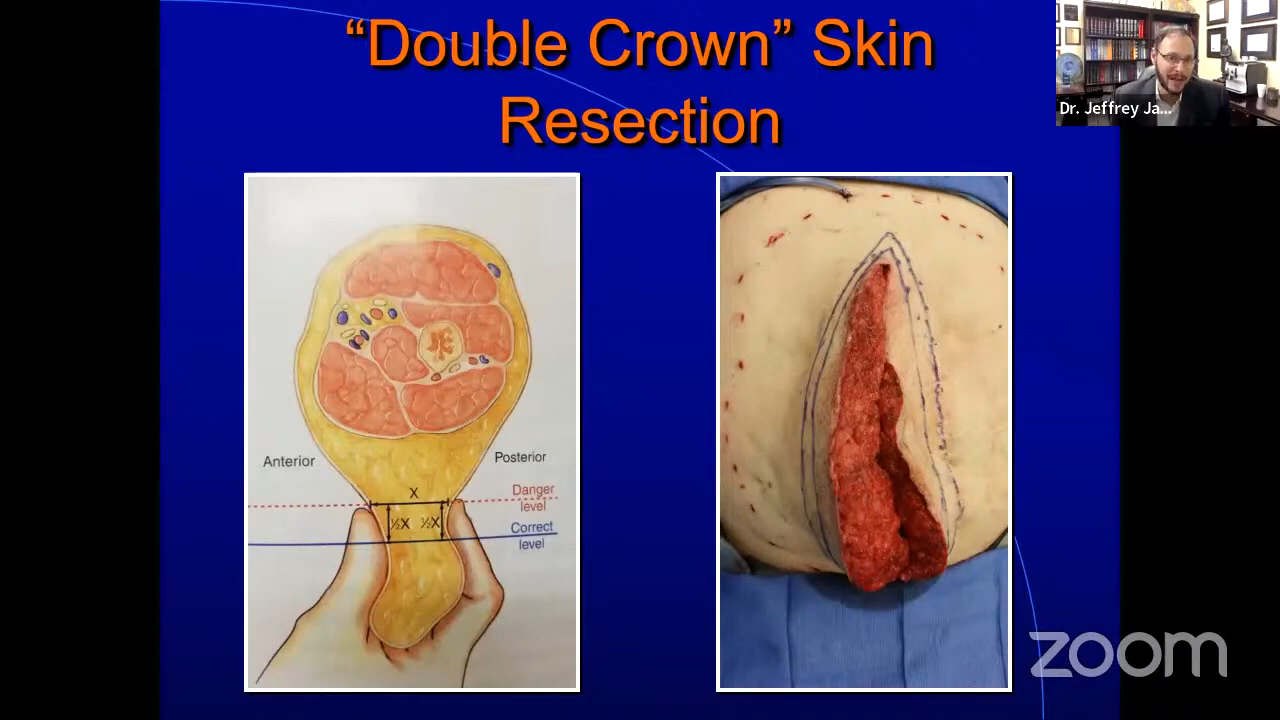 “Double Crown” Skin
Resection
Dr. Jeffrey Ja...
Anterior
Posterior
X
Danger
level
½X ½X
Correct
level
zoom